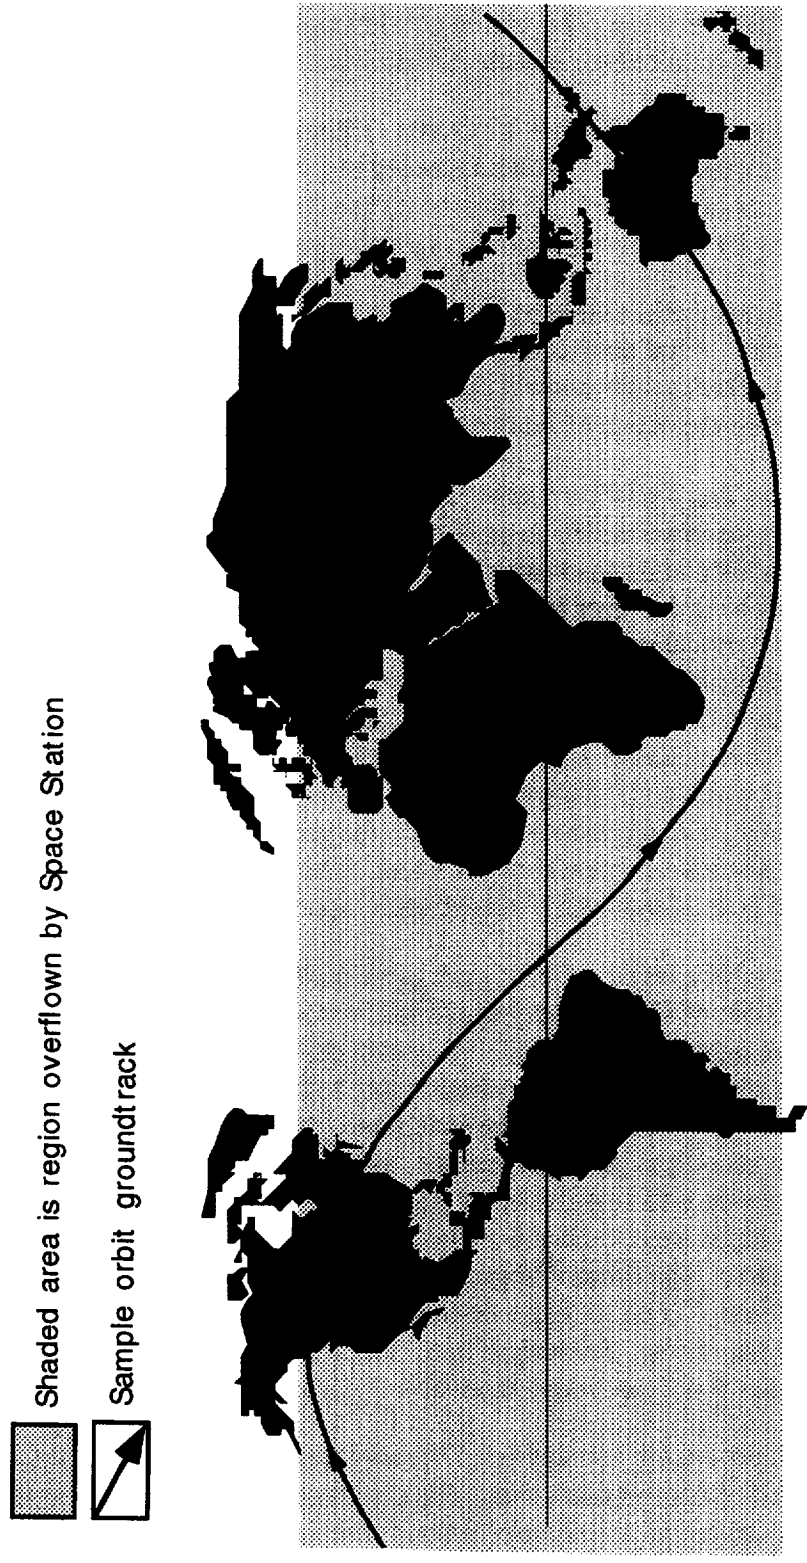 Shaded area is region overflown by Space Station
Sample orbit groundtrack